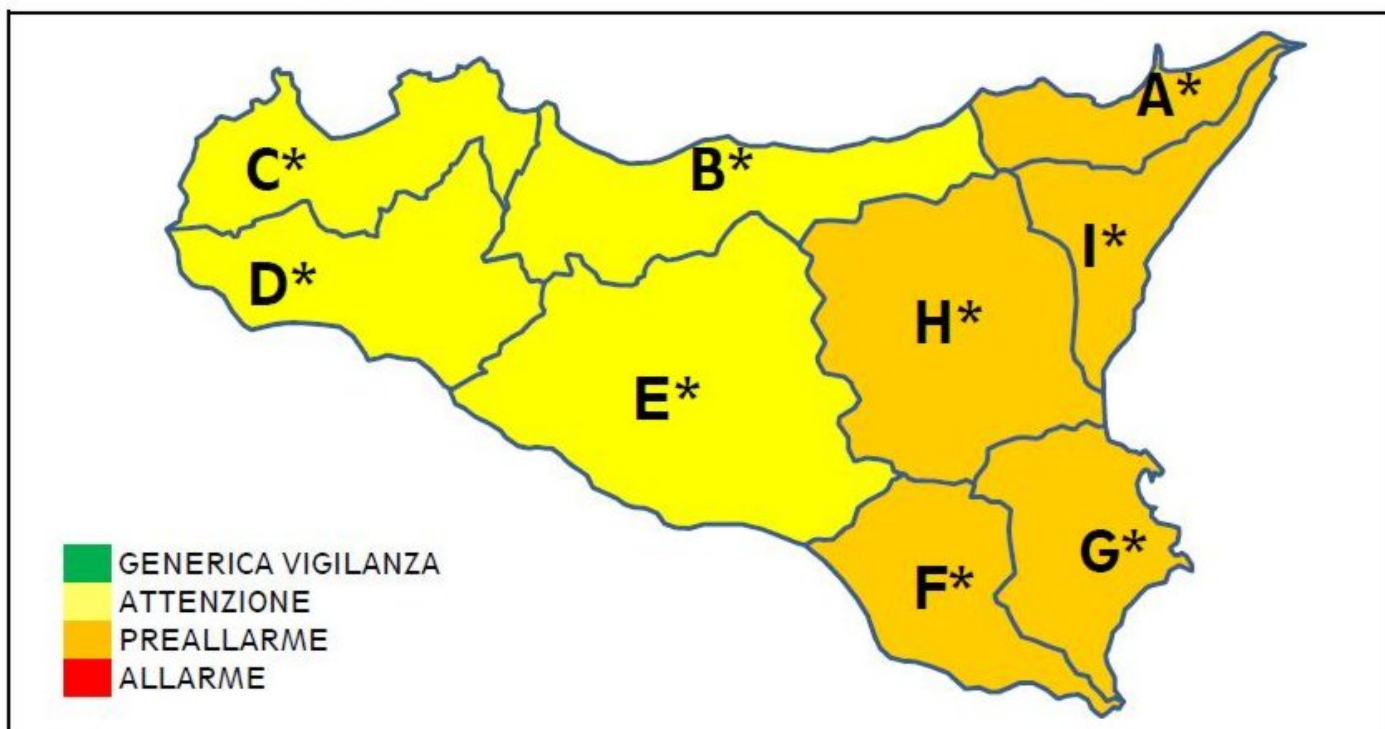 A*
C*
B*
I*
D*
H*
E*
G*
F*
GENERICA VIGILANZA
ATTENZIONE
PREALLARME
ALLARME